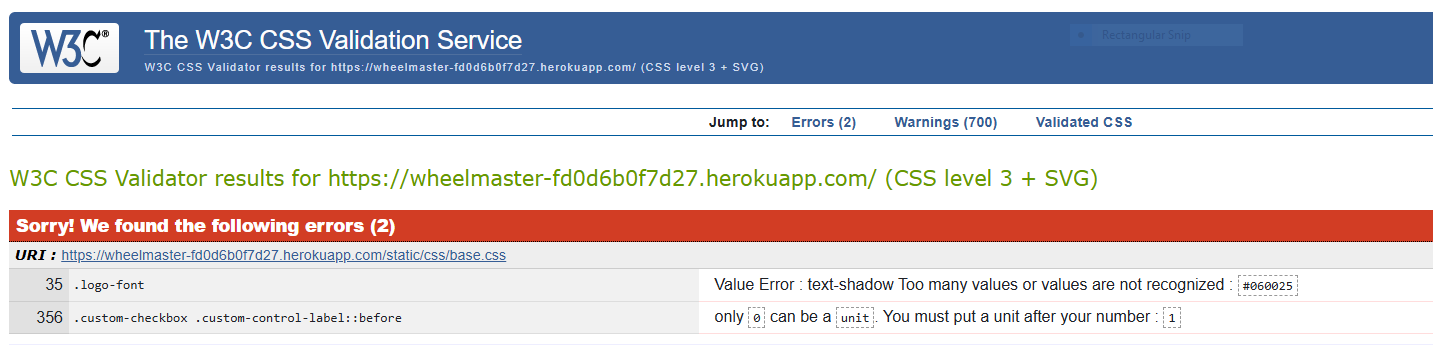 W3C®
The W3C CSS Validation Service
W3C CSS Validator results for https://wheelmaster-fd0d6b0f7d27.herokuapp.com/ (CSS level 3 + SVG)
Rectangular Snip
Jump to: Errors (2) Warnings (700) Validated CSS
W3C CSS Validator results for https://wheelmaster-fd0d6b0f7d27.herokuapp.com/ (CSS level 3 + SVG)
Sorry! We found the following errors (2)
URI : https://wheelmaster-fd0d6b0f7d27.herokuapp.com/static/css/base.css
35 .logo-font Value Error : text-shadow Too many values or values are not recognized : #060025
356 .custom-checkbox .custom-control-label::before only 0 can be a unit. You must put a unit after your number : 1